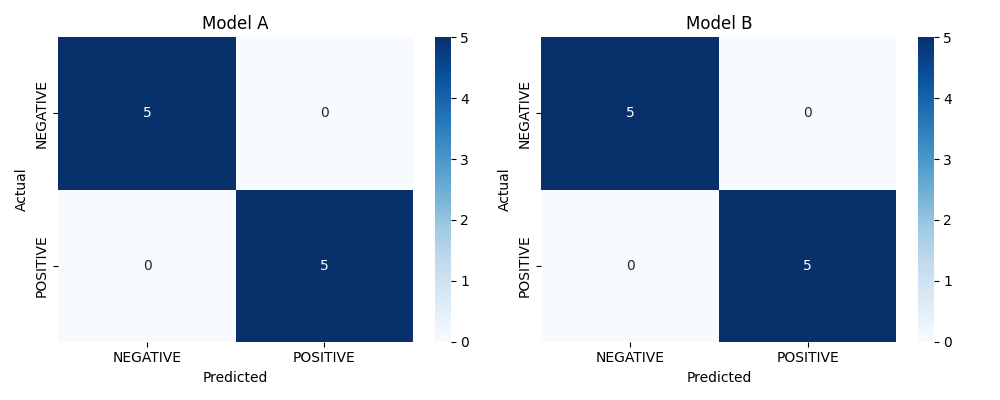 Model A
Model B
NEGATIVE
POSITIVE
Actual
5
0
0
5
NEGATIVE
POSITIVE
Predicted
5
4
3
2
1
0
NEGATIVE
POSITIVE
Actual
5
0
0
5
NEGATIVE
POSITIVE
Predicted
5
4
3
2
1
0